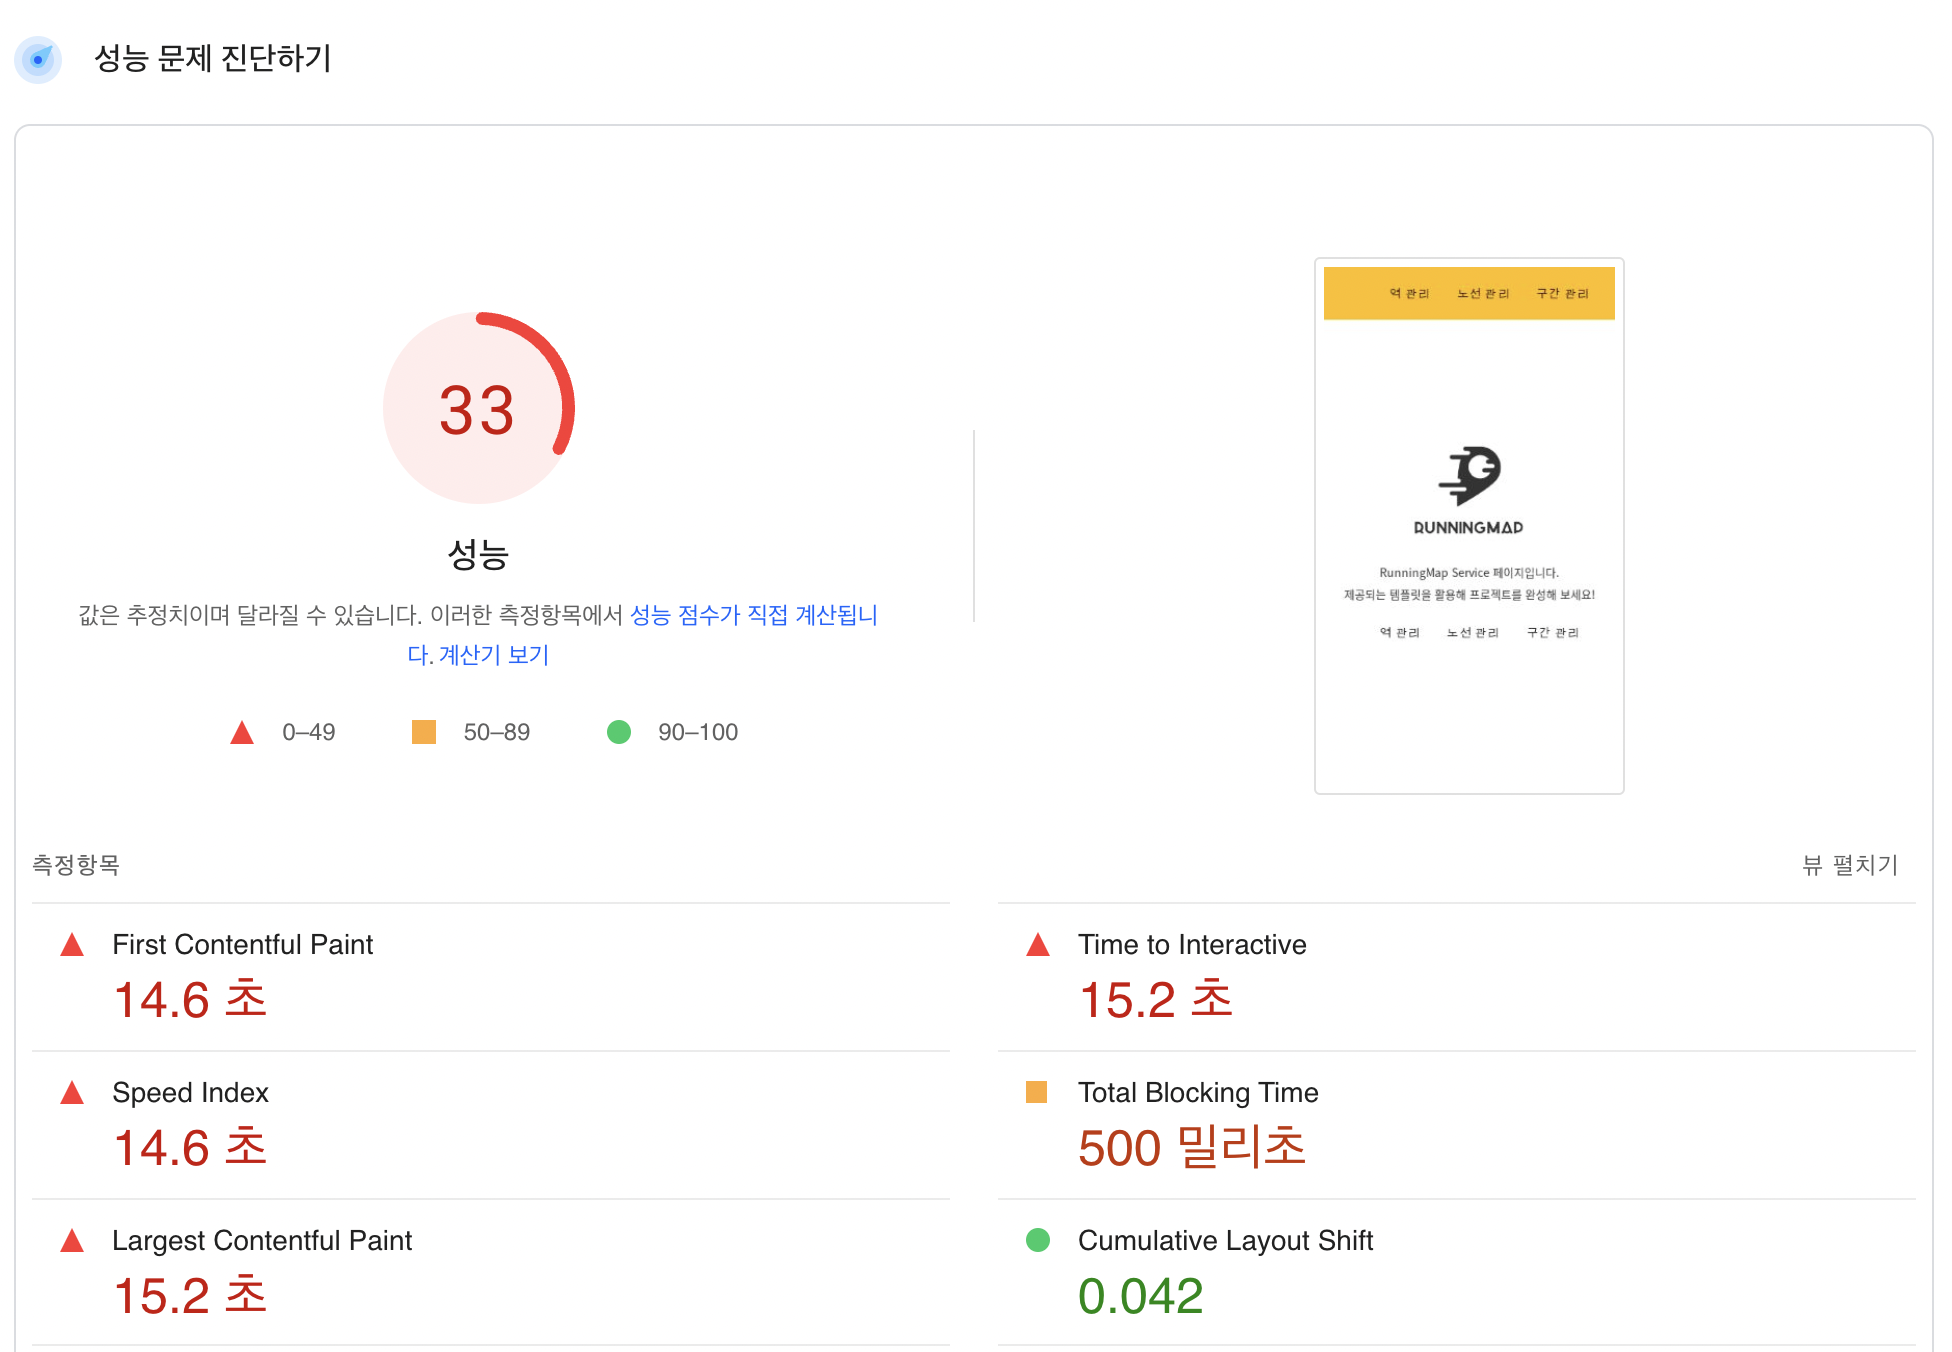 성능 문제 진단하기
33
성능
값은 추정치이며 달라질 수 있습니다. 이러한 측정항목에서 성능 점수가 직접 계산됩니
다. 계산기 보기
0–49
50–89
90–100
역 관리 노선 관리 구간 관리
RUNNINGMAP
RunningMap Service 페이지입니다.
제공되는 템플릿을 활용해 프로젝트를 완성해 보세요!
역 관리 노선 관리 구간 관리
측정항목
뷰 펼치기
First Contentful Paint
14.6 초
Time to Interactive
15.2 초
Speed Index
14.6 초
Total Blocking Time
500 밀리초
Largest Contentful Paint
15.2 초
Cumulative Layout Shift
0.042